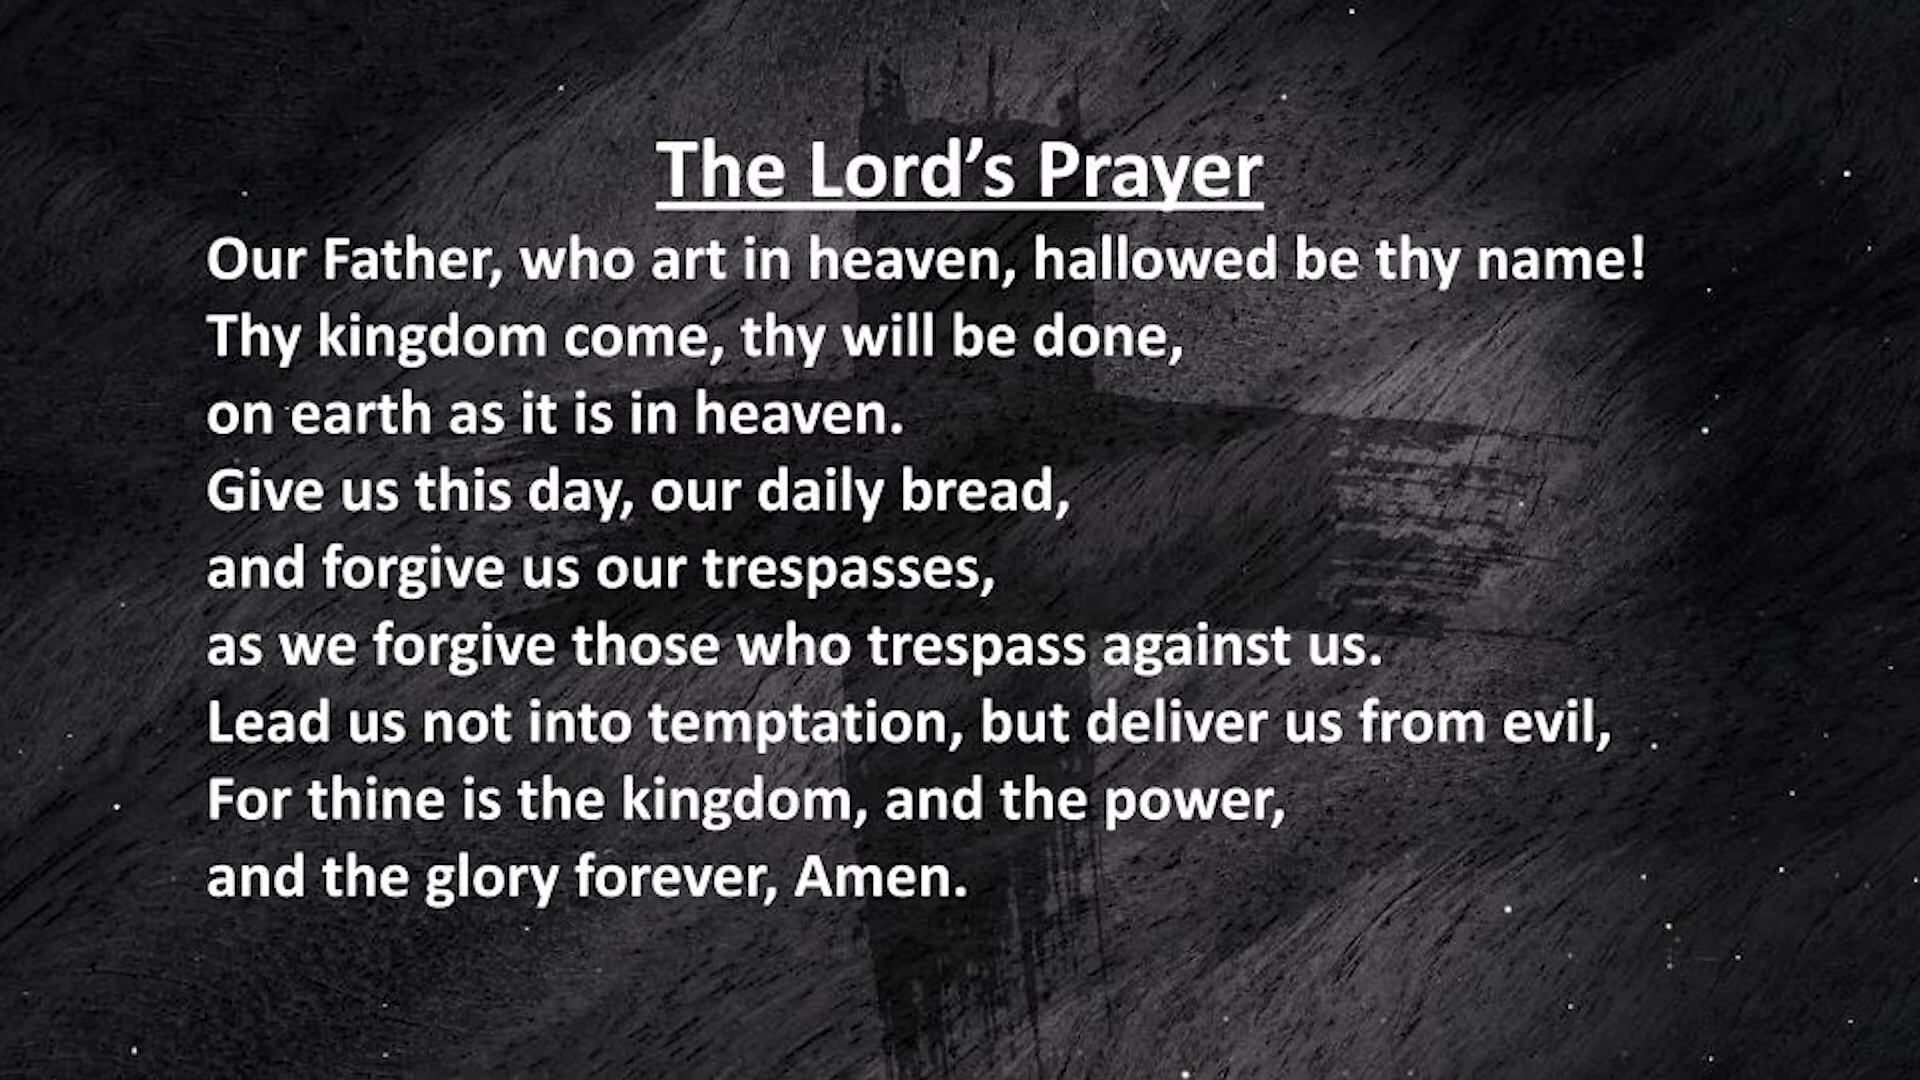 The Lord’s Prayer
Our Father, who art in heaven, hallowed be thy name!
Thy kingdom come, thy will be done,
on earth as it is in heaven.
Give us this day, our daily bread,
and forgive us our trespasses,
as we forgive those who trespass against us.
Lead us not into temptation, but deliver us from evil,
For thine is the kingdom, and the power,
and the glory forever, Amen.